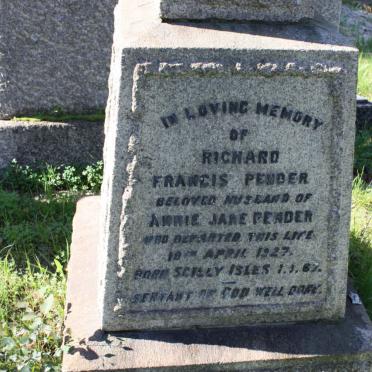 IN LOVING MEMORY
OF
RICHARD
FRANCIS PENDER
BELOVED HUSBAND OF
ANNIE JANE PENDER
WHO DEPARTED THIS LIFE
10TH APRIL 1927.
BORN SCILLY ISLES 1.1.67.
SERVANT OF GOD WELL DONE.